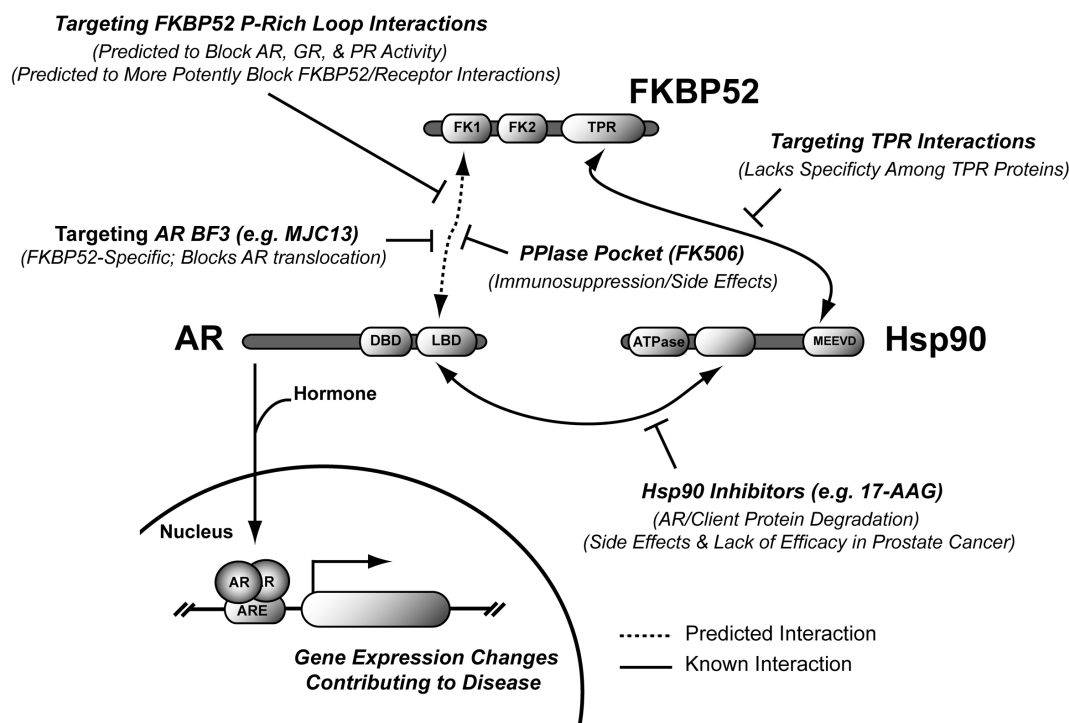 Targeting FKBP52 P-Rich Loop Interactions
(Predicted to Block AR, GR, & PR Activity)
(Predicted to More Potently Block FKBP52/Receptor Interactions)
FKBP52
FK1
FK2
TPR
Targeting TPR Interactions
(Lacks Specificty Among TPR Proteins)
Targeting AR BF3 (e.g. MJC13)
(FKBP52-Specific; Blocks AR translocation)
PPIase Pocket (FK506)
(Immunosuppression/Side Effects)
AR
DBD
LBD
ATPase
MEEVD
Hsp90
Hormone
Hsp90 Inhibitors (e.g. 17-AAG)
(AR/Client Protein Degradation)
(Side Effects & Lack of Efficacy in Prostate Cancer)
Nucleus
AR
R
ARE
Gene Expression Changes
Contributing to Disease
Predicted Interaction
Known Interaction